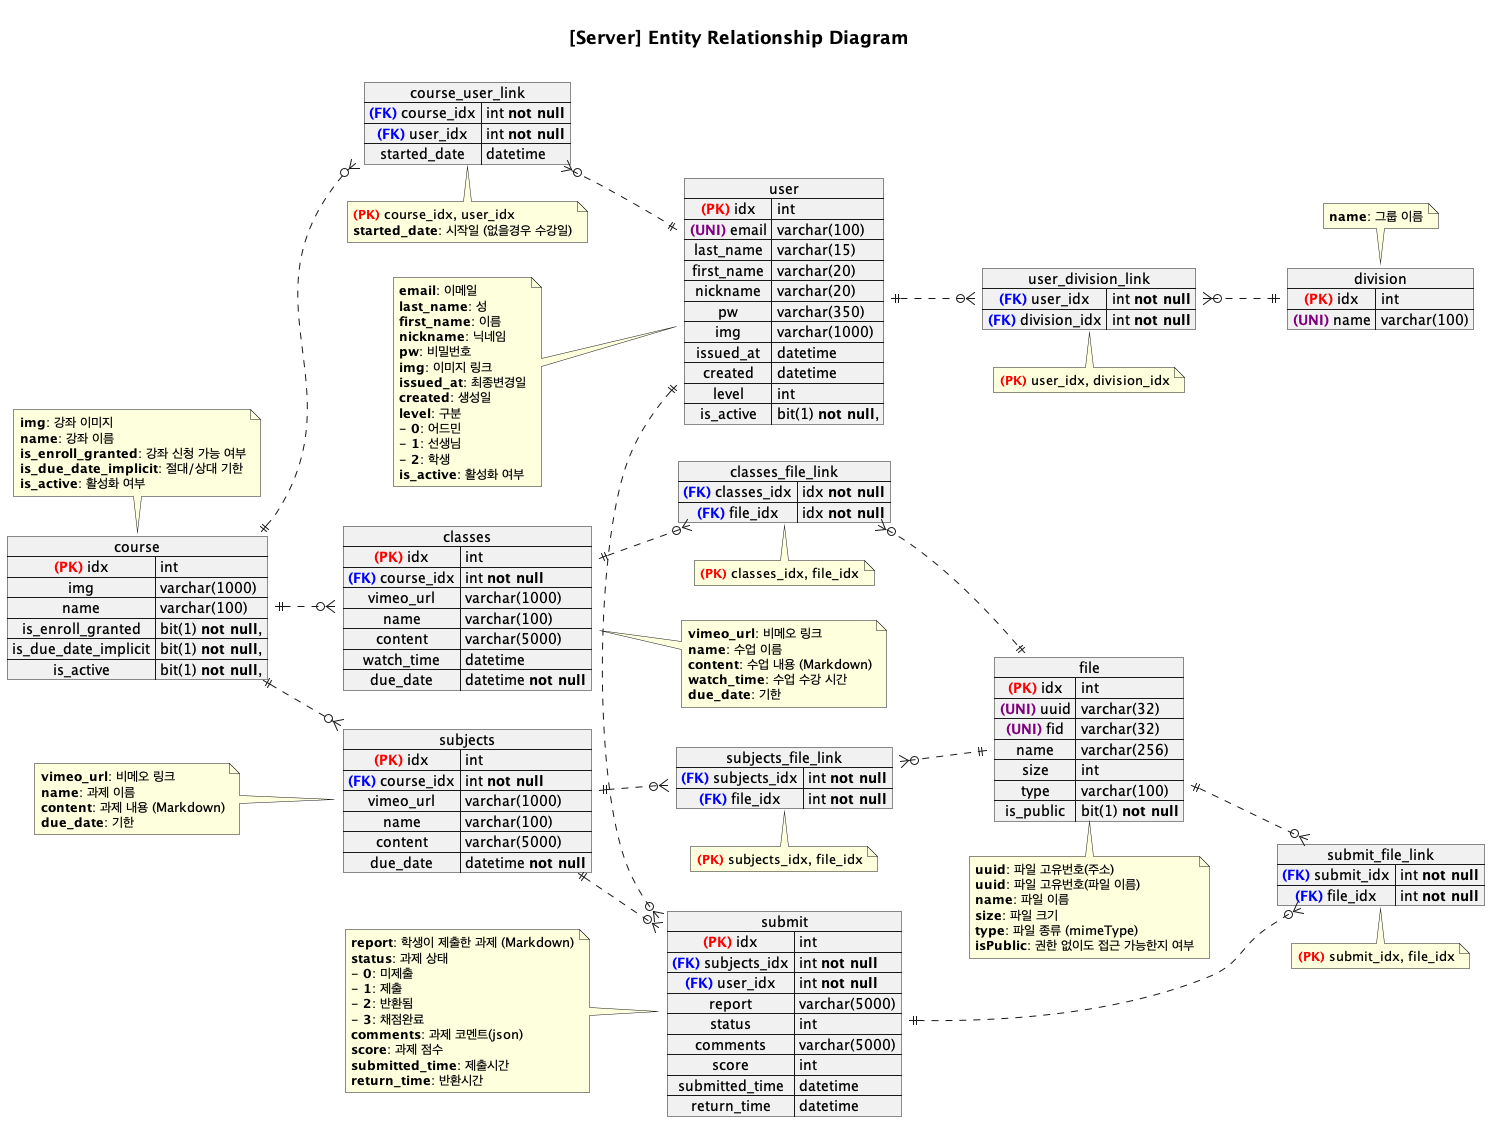 [Server] Entity Relationship Diagram
course_user_link
(FK) course_idx int not null
(FK) user_idx int not null
started_date datetime
(PK) course_idx, user_idx
started_date: 시작일 (없을경우 수강일)
user
(PK) idx int
(UNI) email varchar(100)
last_name varchar(15)
first_name varchar(20)
nickname varchar(20)
pw varchar(350)
img varchar(1000)
issued_at datetime
created datetime
level int
is_active bit(1) not null,
email: 이메일
last_name: 성
first_name: 이름
nickname: 닉네임
pw: 비밀번호
img: 이미지 링크
issued_at: 최종변경일
created: 생성일
level: 구분
- 0: 어드민
- 1: 선생님
- 2: 학생
is_active: 활성화 여부
user_division_link
(FK) user_idx int not null
(FK) division_idx int not null
(PK) user_idx, division_idx
name: 그룹 이름
division
(PK) idx int
(UNI) name varchar(100)
img: 강좌 이미지
name: 강좌 이름
is_enroll_granted: 강좌 신청 가능 여부
is_due_date_implicit: 절대/상대 기한
is_active: 활성화 여부
course
(PK) idx int
img varchar(1000)
name varchar(100)
is_enroll_granted bit(1) not null,
is_due_date_implicit bit(1) not null,
is_active bit(1) not null,
classes
(PK) idx int
(FK) course_idx int not null
vimeo_url varchar(1000)
name varchar(100)
content varchar(5000)
watch_time datetime
due_date datetime not null
classes_file_link
(FK) classes_idx idx not null
(FK) file_idx idx not null
(PK) classes_idx, file_idx
vimeo_url: 비메오 링크
name: 수업 이름
content: 수업 내용 (Markdown)
watch_time: 수업 수강 시간
due_date: 기한
vimeo_url: 비메오 링크
name: 과제 이름
content: 과제 내용 (Markdown)
due_date: 기한
subjects
(PK) idx int
(FK) course_idx int not null
vimeo_url varchar(1000)
name varchar(100)
content varchar(5000)
due_date datetime not null
subjects_file_link
(FK) subjects_idx int not null
(FK) file_idx int not null
(PK) subjects_idx, file_idx
file
(PK) idx int
(UNI) uuid varchar(32)
(UNI) fid varchar(32)
name varchar(256)
size int
type varchar(100)
is_public bit(1) not null
uuid: 파일 고유번호(주소)
uuid: 파일 고유번호(파일 이름)
name: 파일 이름
size: 파일 크기
type: 파일 종류 (mimeType)
isPublic: 권한 없이도 접근 가능한지 여부
submit_file_link
(FK) submit_idx int not null
(FK) file_idx int not null
(PK) submit_idx, file_idx
report: 학생이 제출한 과제 (Markdown)
status: 과제 상태
- 0: 미제출
- 1: 제출
- 2: 반환됨
- 3: 채점완료
comments: 과제 코멘트(json)
score: 과제 점수
submitted_time: 제출시간
return_time: 반환시간
submit
(PK) idx int
(FK) subjects_idx int not null
(FK) user_idx int not null
report varchar(5000)
status int
comments varchar(5000)
score int
submitted_time datetime
return_time datetime